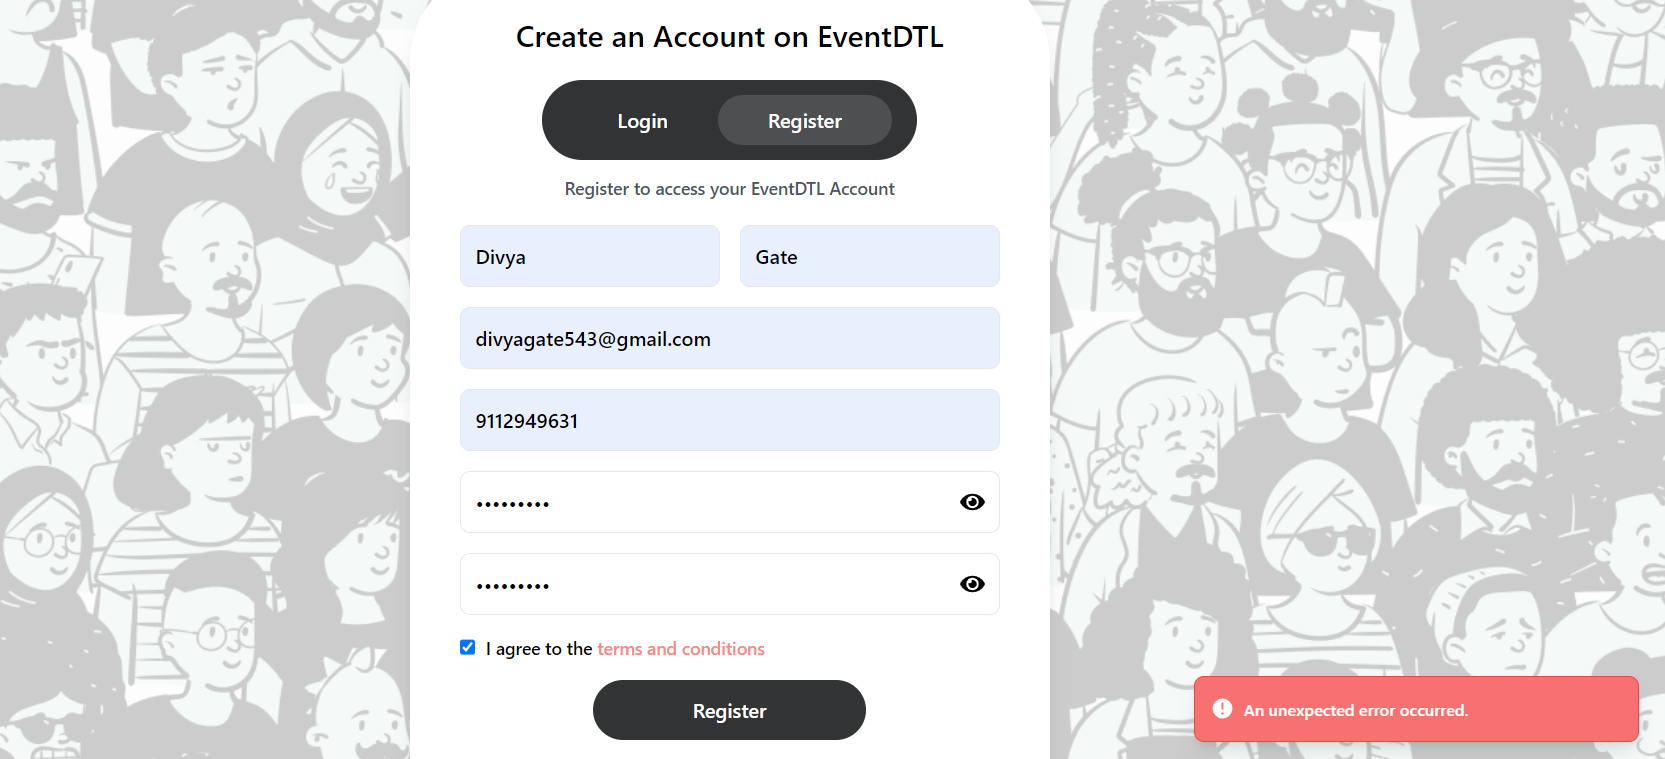 Create an Account on EventDTL
Login
Register
Register to access your EventDTL Account
Divya
Gate
divyagate543@gmail.com
9112949631
•••••••••
•••••••••
I agree to the terms and conditions
Register
An unexpected error occurred.